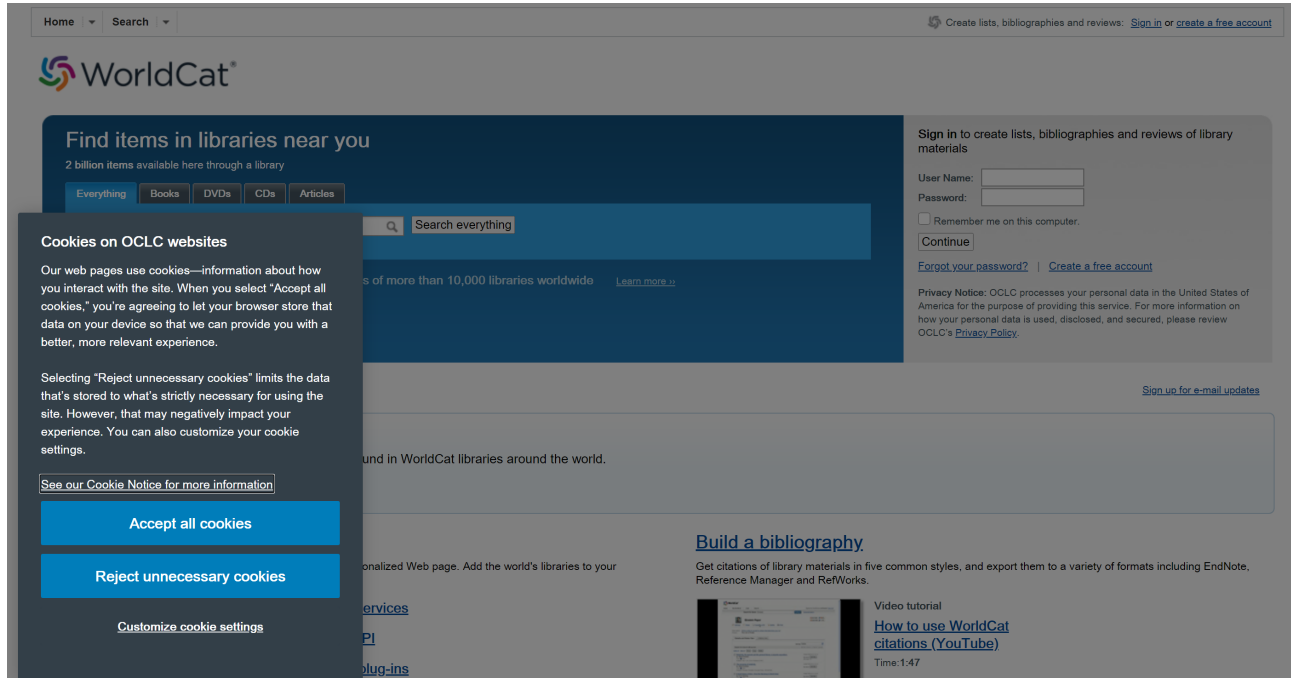 Home
Search
Create lists, bibliographies and reviews: Sign in or create a free account
WorldCat®
Find items in libraries near you
2 billion items available here through a library
Everything
Books
DVDs
CDs
Articles
Search everything
s of more than 10,000 libraries worldwide
Learn more ››
Sign in to create lists, bibliographies and reviews of library
materials
User Name:
Password:
Remember me on this computer.
Continue
Forgot your password? | Create a free account
Privacy Notice: OCLC processes your personal data in the United States of
America for the purpose of providing this service. For more information on
how your personal data is used, disclosed, and secured, please review
OCLC's Privacy Policy.
Sign up for e-mail updates
Cookies on OCLC websites
Our web pages use cookies—information about how
you interact with the site. When you select “Accept all
cookies,” you’re agreeing to let your browser store that
data on your device so that we can provide you with a
better, more relevant experience.
Selecting “Reject unnecessary cookies” limits the data
that’s stored to what’s strictly necessary for using the
site. However, that may negatively impact your
experience. You can also customize your cookie
settings.
See our Cookie Notice for more information
Accept all cookies
Reject unnecessary cookies
Customize cookie settings
und in WorldCat libraries around the world.
onalized Web page. Add the world's libraries to your
ervices
PI
plug-ins
Build a bibliography
Get citations of library materials in five common styles, and export them to a variety of formats including EndNote,
Reference Manager and RefWorks.
Video tutorial
How to use WorldCat
citations (YouTube)
Time:1:47